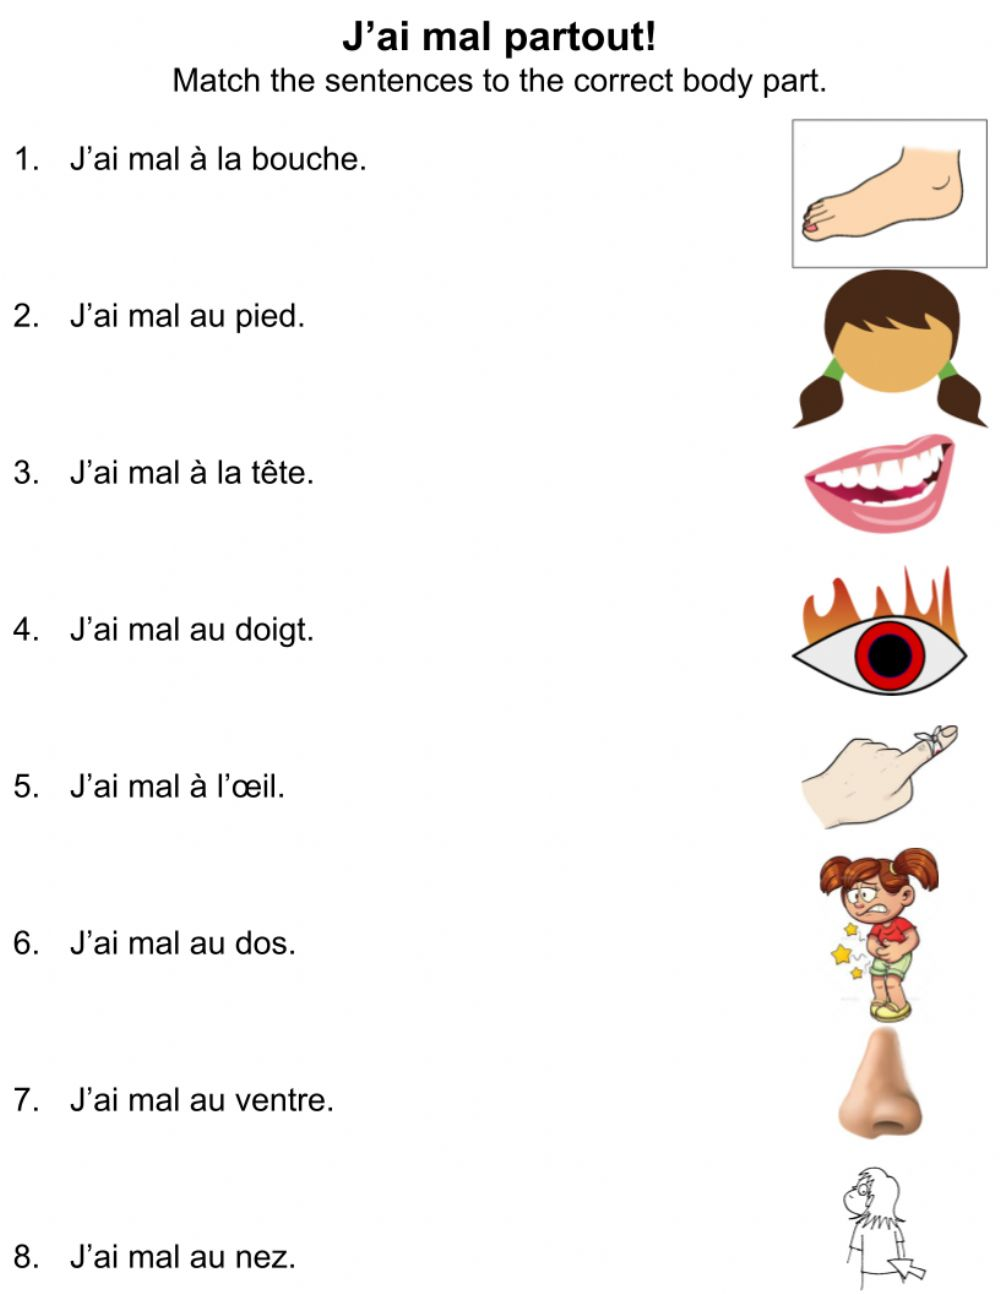 J’ai mal partout!
Match the sentences to the correct body part.
1. J’ai mal à la bouche.
2. J’ai mal au pied.
3. J’ai mal à la tête.
4. J’ai mal au doigt.
5. J’ai mal à l’œil.
6. J’ai mal au dos.
7. J’ai mal au ventre.
8. J’ai mal au nez.